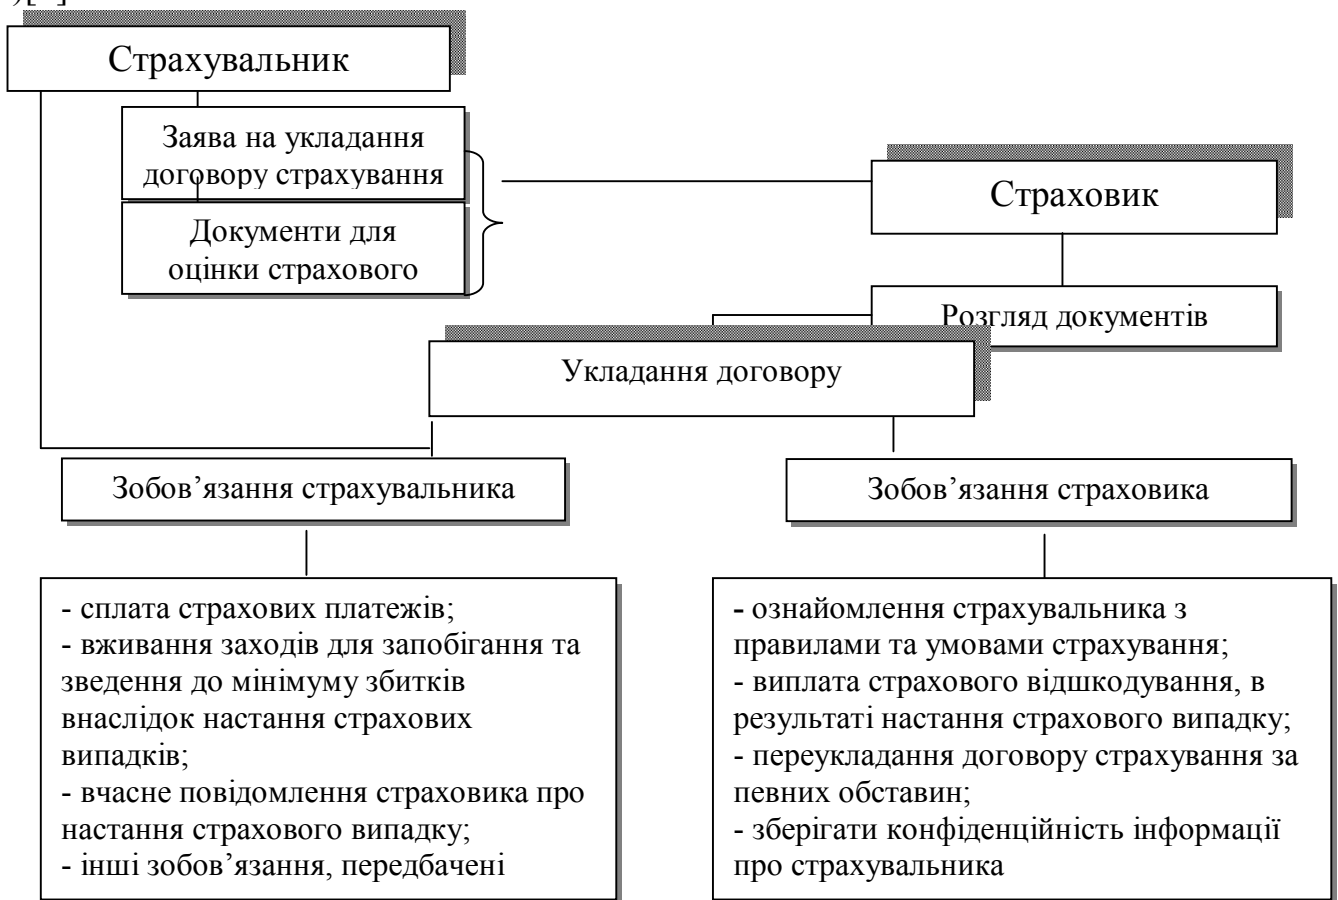 Страхувальник
Заява на укладання
договору страхування
Документи для
оцінки страхового
Страховик
Розгляд документів
Укладання договору
Зобов’язання страхувальника
Зобов’язання страховика
- сплата страхових платежів;
- вживання заходів для запобігання та
зведення до мінімуму збитків
внаслідок настання страхових
випадків;
- вчасне повідомлення страховика про
настання страхового випадку;
- інші зобов’язання, передбачені
- ознайомлення страхувальника з
правилами та умовами страхування;
- виплата страхового відшкодування, в
результаті настання страхового випадку;
- переукладання договору страхування за
певних обставин;
- зберігати конфіденційність інформації
про страхувальника